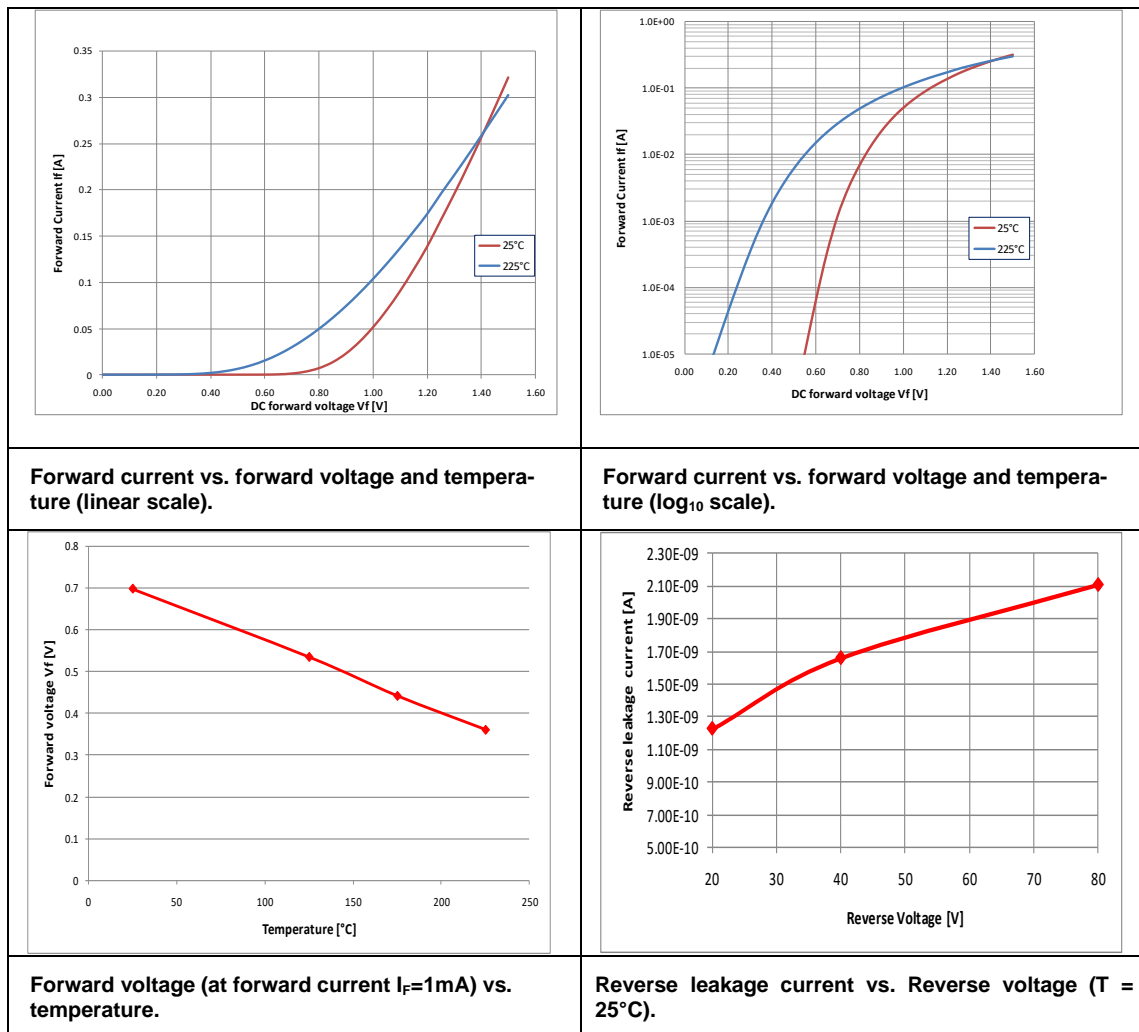 0.35
0.3
0.25
0.2
0.15
0.1
0.05
0
Forward Current If [A]
25°C
225°C
0.00 0.20 0.40 0.60 0.80 1.00 1.20 1.40 1.60
DC forward voltage Vf [V]
1.0E+00
1.0E-01
1.0E-02
1.0E-03
1.0E-04
1.0E-05
Forward Current If [A]
25°C
225°C
0.00 0.20 0.40 0.60 0.80 1.00 1.20 1.40 1.60
DC forward voltage Vf [V]
Forward current vs. forward voltage and tempera-
ture (linear scale).
Forward current vs. forward voltage and tempera-
ture (log₁₀ scale).
0.8
0.7
0.6
0.5
0.4
0.3
0.2
0.1
0
Forward voltage Vf [V]
0 50 100 150 200 250
Temperature [°C]
2.30E-09
2.10E-09
1.90E-09
1.70E-09
1.50E-09
1.30E-09
1.10E-09
9.00E-10
7.00E-10
5.00E-10
Reverse leakage current [A]
20 30 40 50 60 70 80
Reverse Voltage [V]
Forward voltage (at forward current I_F=1mA) vs.
temperature.
Reverse leakage current vs. Reverse voltage (T =
25°C).